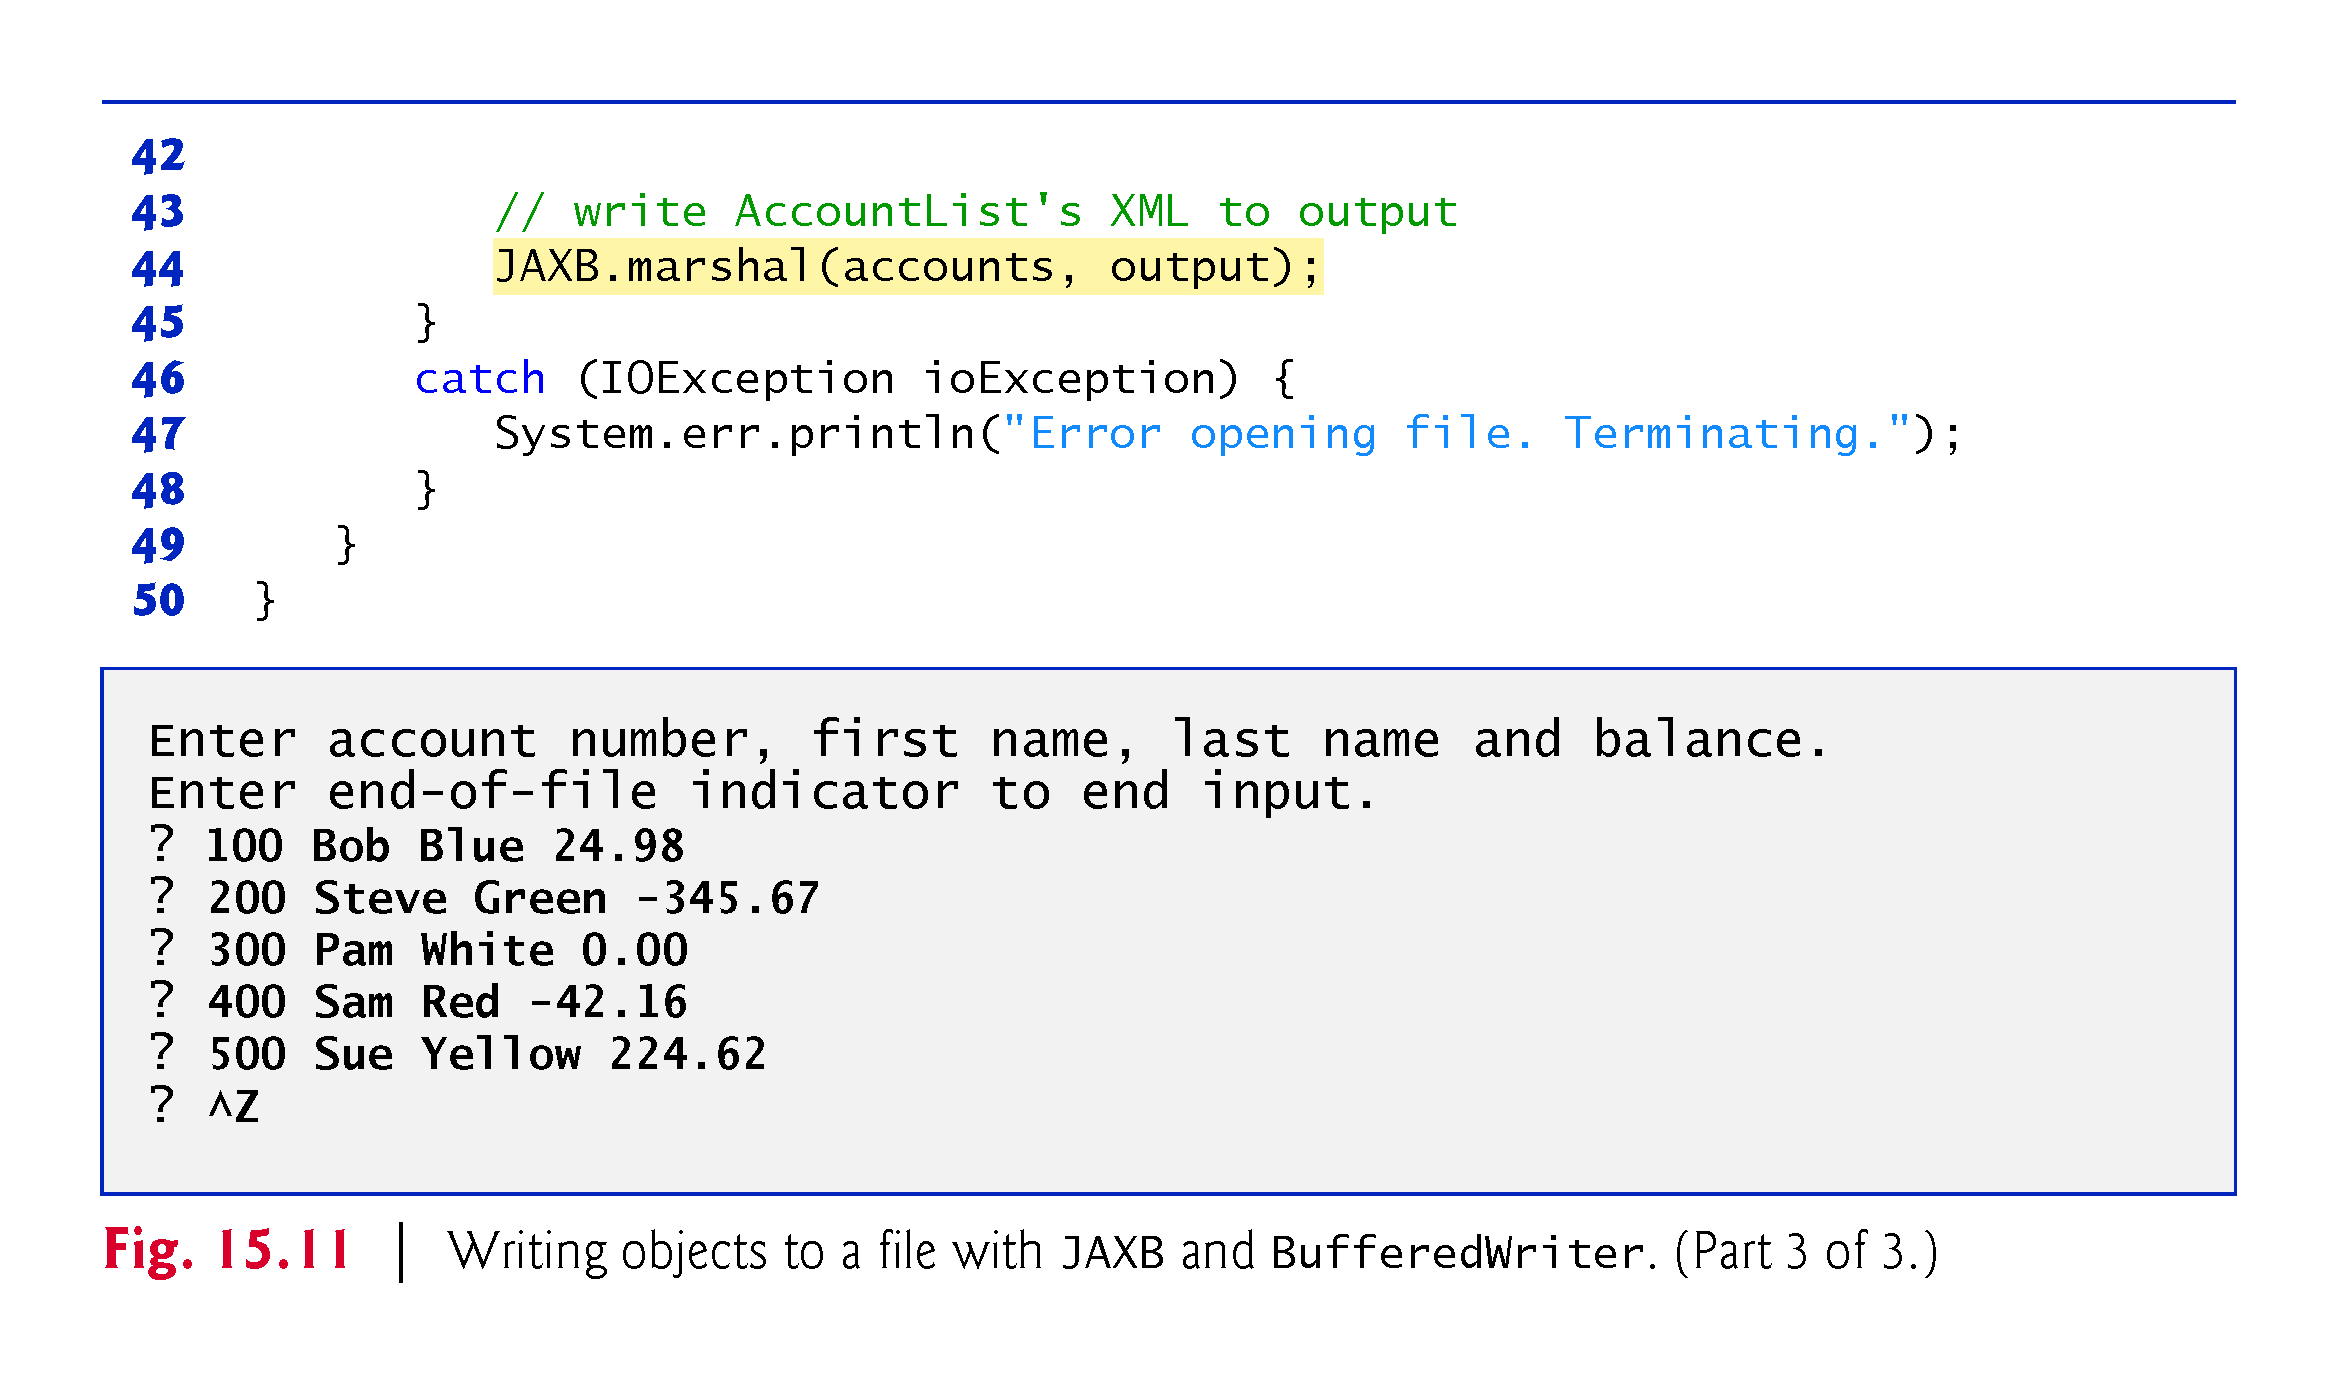 42
43 // write AccountList's XML to output
44 JAXB.marshal(accounts, output);
45 }
46 catch (IOException ioException) {
47 System.err.println("Error opening file. Terminating.");
48 }
49 }
50 }
Enter account number, first name, last name and balance.
Enter end-of-file indicator to end input.
? 100 Bob Blue 24.98
? 200 Steve Green -345.67
? 300 Pam White 0.00
? 400 Sam Red -42.16
? 500 Sue Yellow 224.62
? ^Z
Fig. 15.11 | Writing objects to a file with JAXB and BufferedWriter. (Part 3 of 3.)